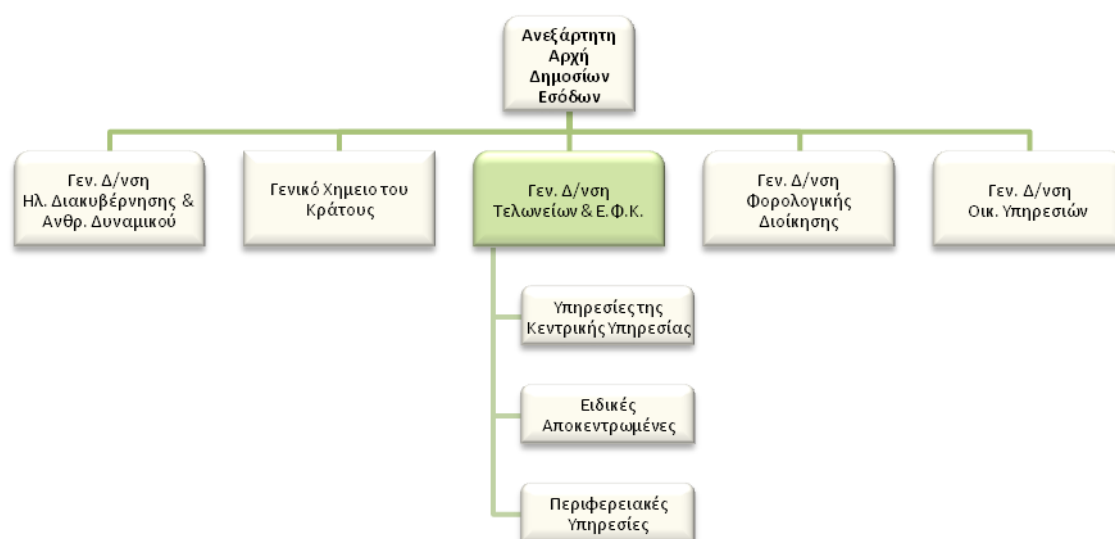 Ανεξάρτητη
Αρχή
Δημοσίων
Εσόδων
Γεν. Δ/νση
Ηλ. Διακυβέρνησης &
Ανθρ. Δυναμικού
Γενικό Χημειο του
Κράτους
Γεν. Δ/νση
Τελωνείων & Ε.Φ.Κ.
Γεν. Δ/νση
Φορολογικής
Διοίκησης
Γεν. Δ/νση
Οικ. Υπηρεσιών
Υπηρεσίες της
Κεντρικής Υπηρεσίας
Ειδικές
Αποκεντρωμένες
Περιφερειακές
Υπηρεσίες